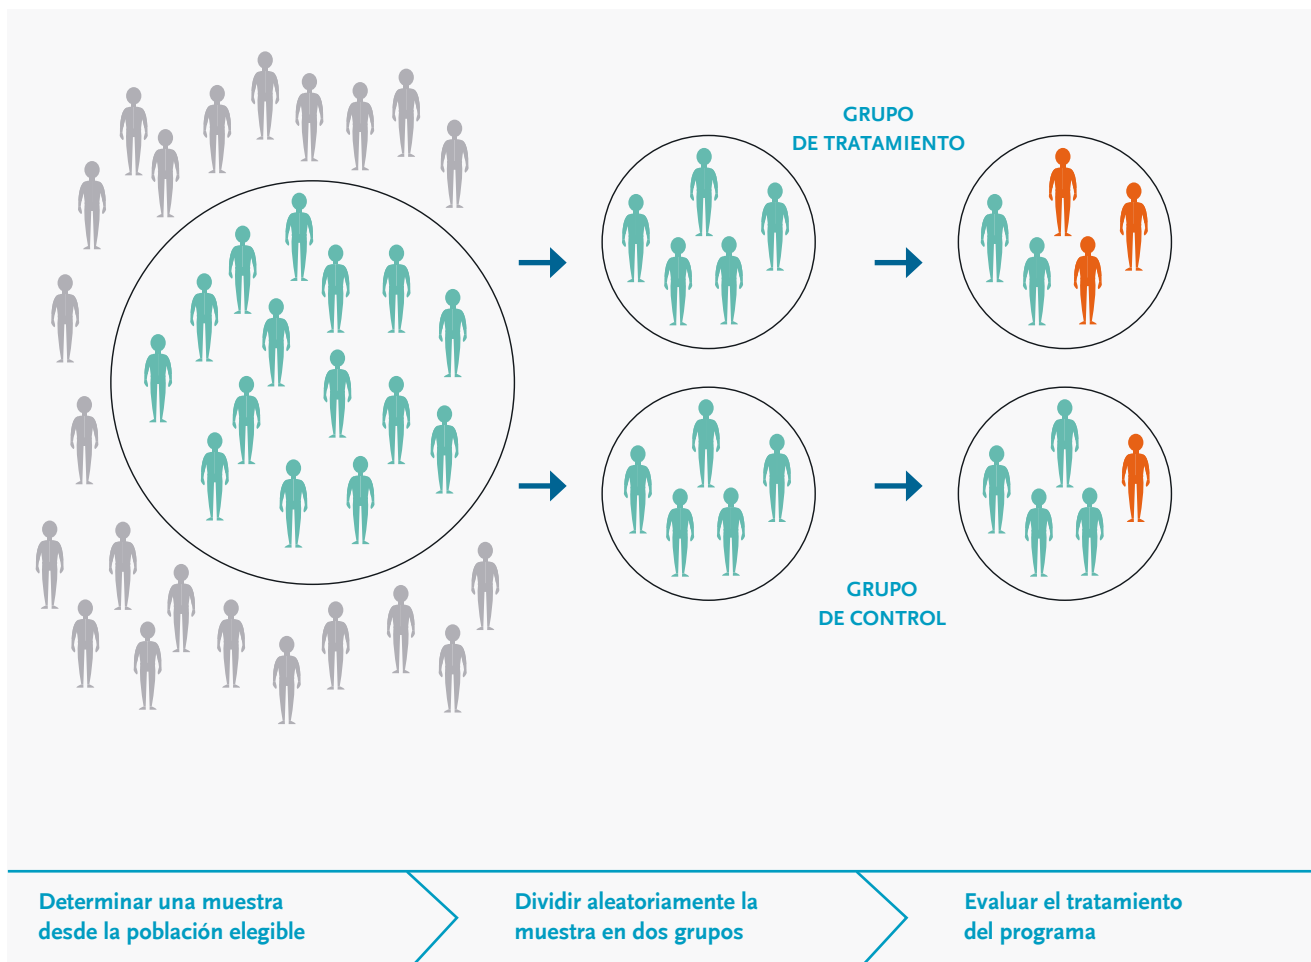 GRUPO
DE TRATAMIENTO
GRUPO
DE CONTROL
Determinar una muestra
desde la población elegible
Dividir aleatoriamente la
muestra en dos grupos
Evaluar el tratamiento
del programa